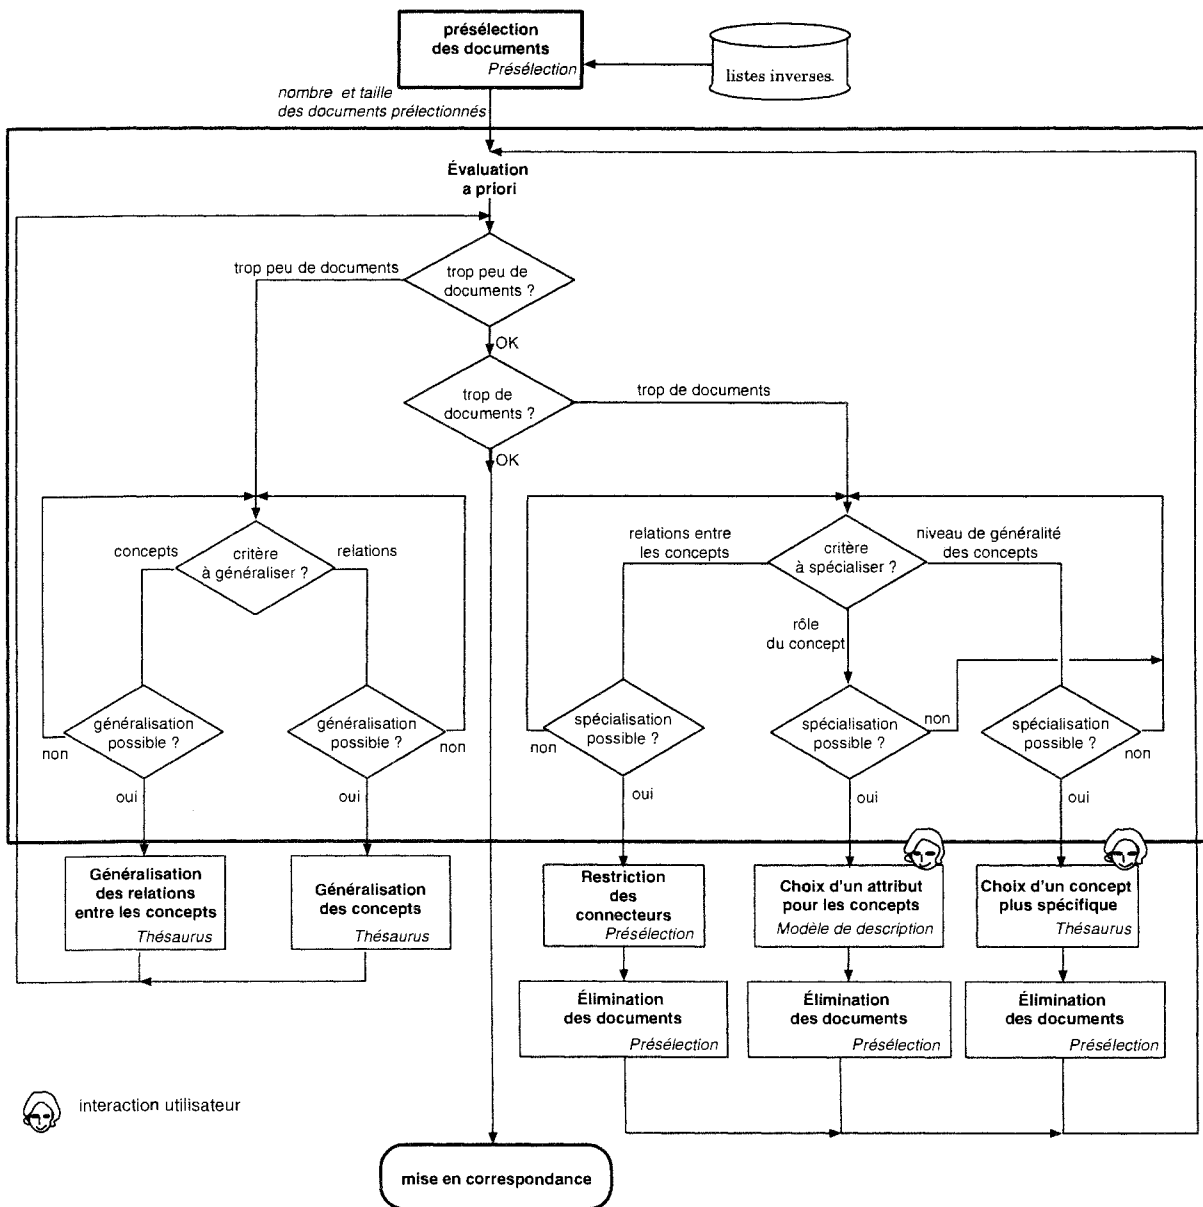 présélection
des documents
Présélection
listes inverses.
nombre et taille
des documents prélectionnés
Évaluation
a priori
trop peu de documents
trop peu de
documents ?
OK
trop de
documents ?
trop de documents
OK
concepts
critère
à généraliser ?
relations
relations entre
les concepts
critère
à spécialiser ?
niveau de généralité
des concepts
rôle
du concept
généralisation
possible ?
non
généralisation
possible ?
non
spécialisation
possible ?
non
spécialisation
possible ?
non
spécialisation
possible ?
non
oui
oui
oui
oui
oui
Généralisation
des relations
entre les concepts
Thésaurus
Généralisation
des concepts
Thésaurus
Restriction
des
connecteurs
Présélection
Choix d'un attribut
pour les concepts
Modèle de description
Choix d'un concept
plus spécifique
Thésaurus
Élimination
des documents
Présélection
Élimination
des documents
Présélection
Élimination
des documents
Présélection
interaction utilisateur
mise en correspondance